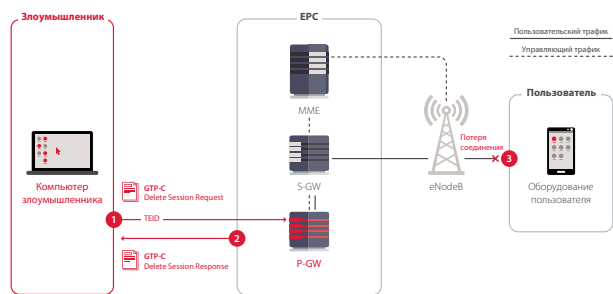 Злоумышленник
EPC
Пользовательский трафик
Управляющий трафик
MME
Пользователь
Потеря
соединения
3
Компьютер
злоумышленника
S-GW
eNodeB
Оборудование
пользователя
GTP-C
Delete Session Request
1
TEID
2
GTP-C
Delete Session Response
P-GW